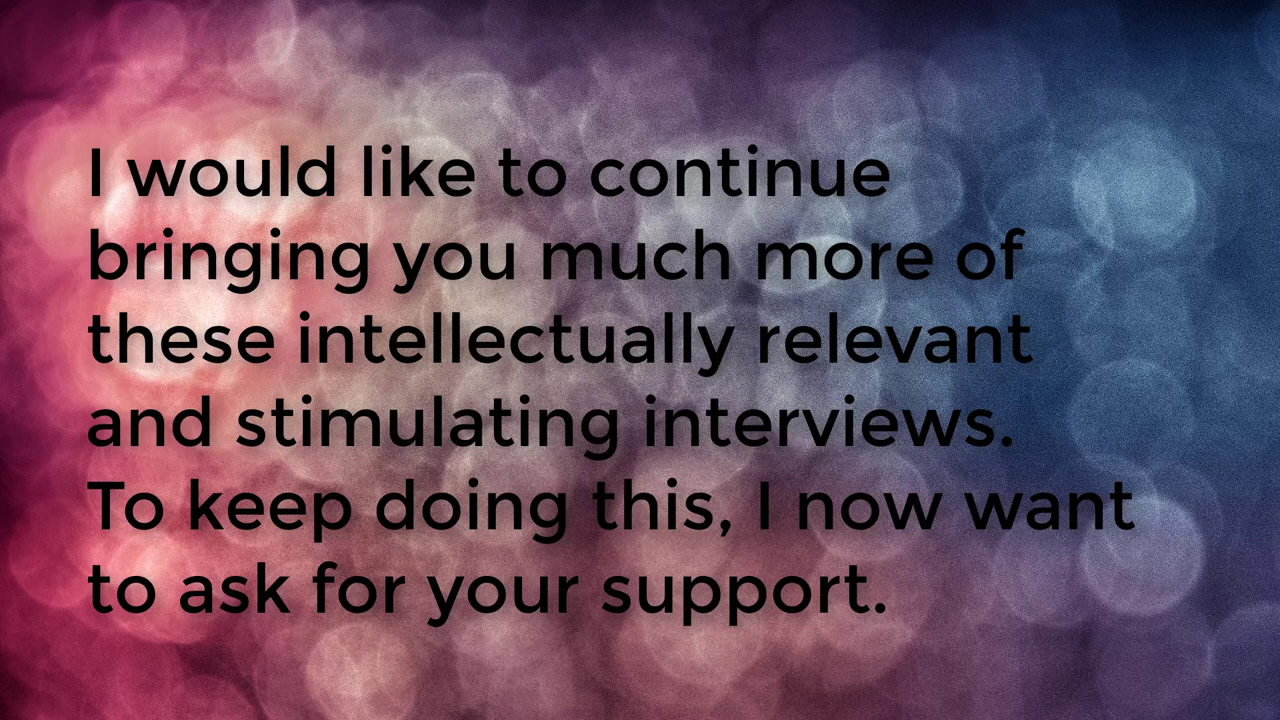 I would like to continue
bringing you much more of
these intellectually relevant
and stimulating interviews.
To keep doing this, I now want
to ask for your support.